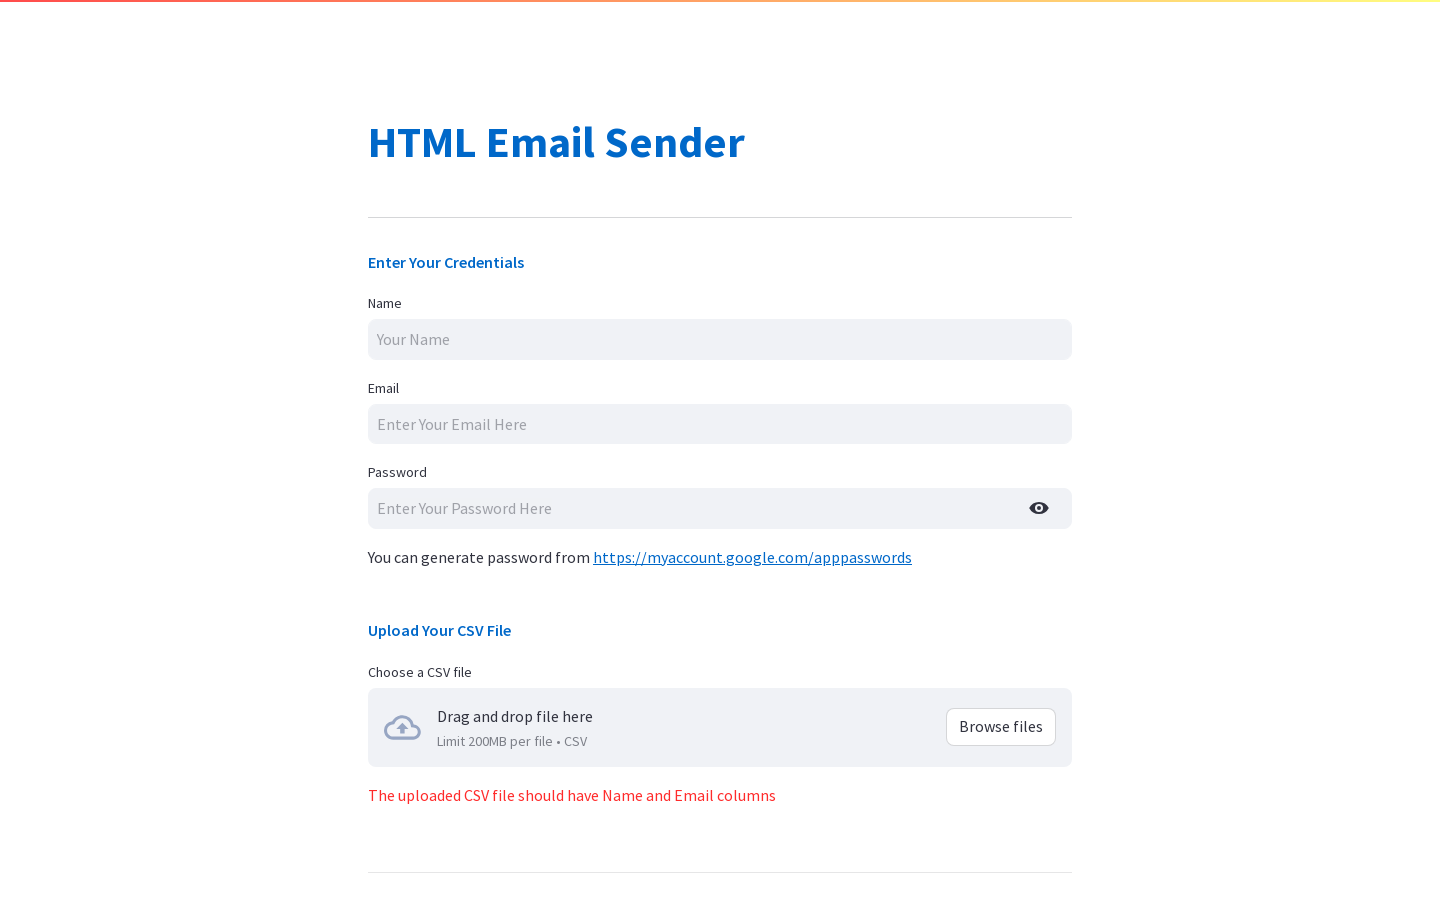 HTML Email Sender
Enter Your Credentials
Name
Your Name
Email
Enter Your Email Here
Password
Enter Your Password Here
You can generate password from https://myaccount.google.com/apppasswords
Upload Your CSV File
Choose a CSV file
Drag and drop file here
Limit 200MB per file • CSV
Browse files
The uploaded CSV file should have Name and Email columns